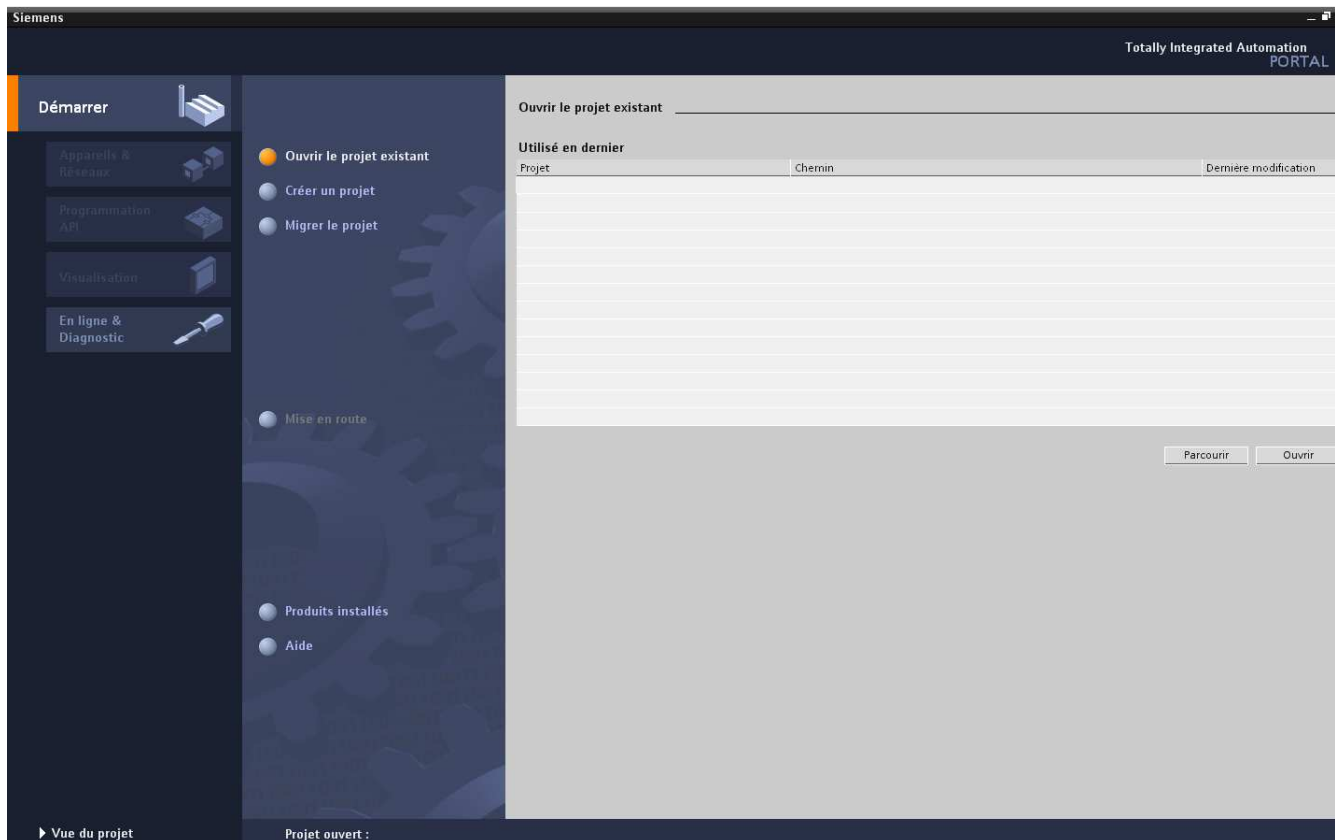 Siemens
Totally Integrated Automation
PORTAL
Démarrer
Appareils &
Réseaux
Programmation
API
Visualisation
En ligne &
Diagnostic
Ouvrir le projet existant
Créer un projet
Migrer le projet
Mise en route
Produits installés
Aide
Ouvrir le projet existant
Utilisé en dernier
Projet Chemin Dernière modification
Parcourir Ouvrir
Vue du projet
Projet ouvert :